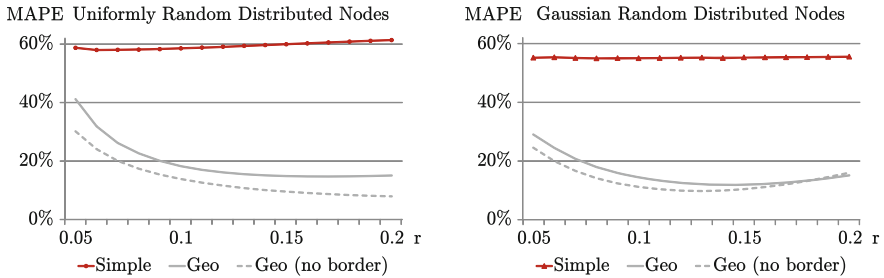 MAPE Uniformly Random Distributed Nodes
60%
40%
20%
0%
0.05 0.1 0.15 0.2 r
Simple Geo Geo (no border)
MAPE Gaussian Random Distributed Nodes
60%
40%
20%
0%
0.05 0.1 0.15 0.2 r
Simple Geo Geo (no border)